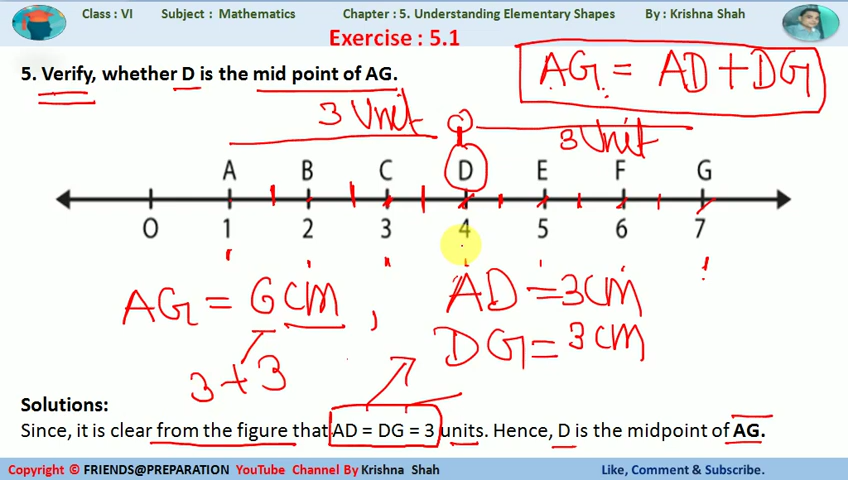 Class : VI Subject : Mathematics Chapter : 5. Understanding Elementary Shapes By : Krishna Shah
Exercise : 5.1
5. Verify, whether D is the mid point of AG.
AG = AD + DG
3 Unit
3 Unit
A B C D E F G
0 1 2 3 4 5 6 7
AG = 6 cm , AD = 3 cm
DG = 3 cm
3 + 3
Solutions:
Since, it is clear from the figure that AD = DG = 3 units. Hence, D is the midpoint of AG.
Copyright © FRIENDS@PREPARATION YouTube Channel By Krishna Shah Like, Comment & Subscribe.